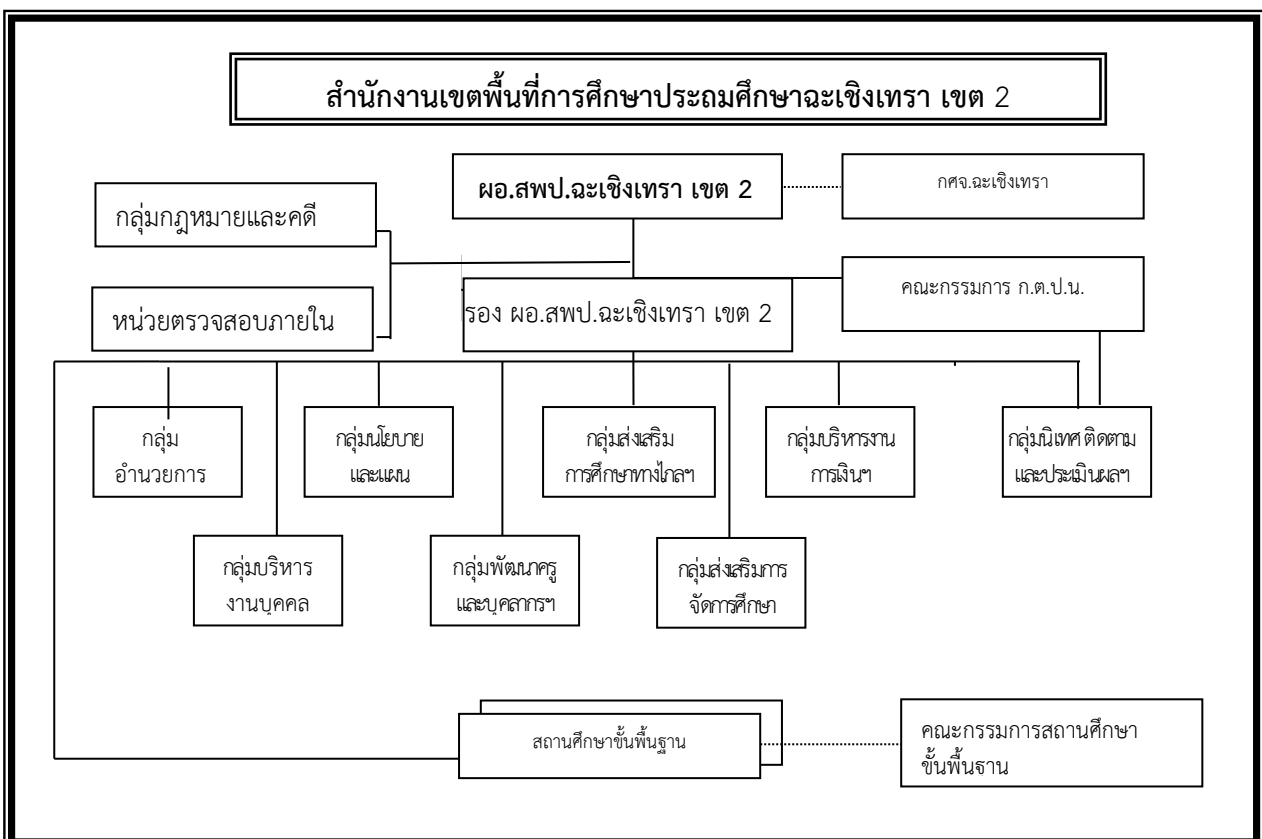 สำนักงานเขตพื้นที่การศึกษาประถมศึกษาฉะเชิงเทรา เขต 2
ผอ.สพป.ฉะเชิงเทรา เขต 2
กศจ.ฉะเชิงเทรา
กลุ่มกฎหมายและคดี
คณะกรรมการ ก.ต.ป.น.
หน่วยตรวจสอบภายใน
รอง ผอ.สพป.ฉะเชิงเทรา เขต 2
กลุ่ม
อำนวยการ
กลุ่มนโยบาย
และแผน
กลุ่มส่งเสริม
การศึกษาทางไกลฯ
กลุ่มบริหารงาน
การเงินฯ
กลุ่มนิเทศ ติดตาม
และประเมินผลฯ
กลุ่มบริหาร
งานบุคคล
กลุ่มพัฒนาครู
และบุคลากรฯ
กลุ่มส่งเสริมการ
จัดการศึกษา
สถานศึกษาขั้นพื้นฐาน
คณะกรรมการสถานศึกษา
ขั้นพื้นฐาน